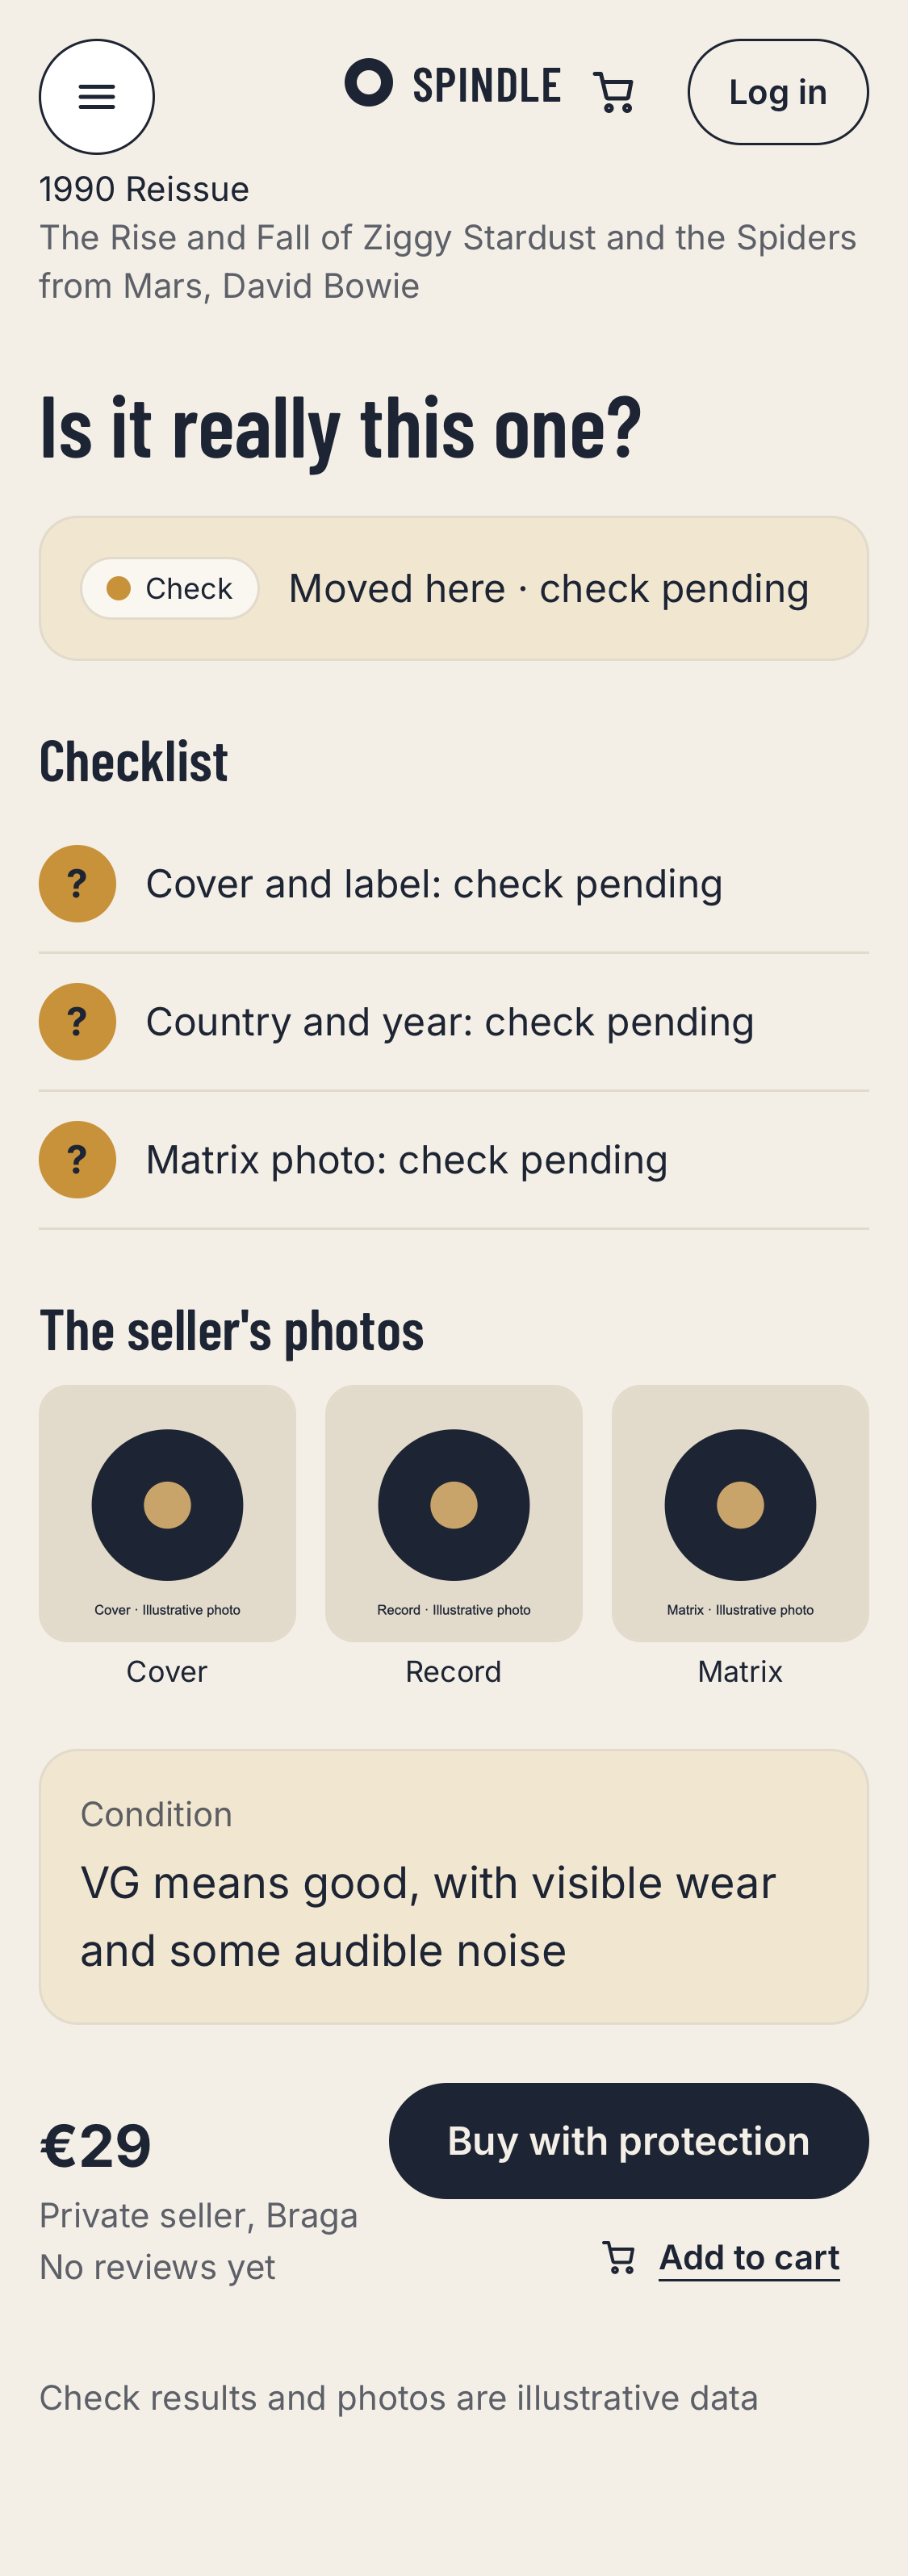 SPINDLE
Log in
1990 Reissue
The Rise and Fall of Ziggy Stardust and the Spiders
from Mars, David Bowie
Is it really this one?
Check
Moved here · check pending
Checklist
? Cover and label: check pending
? Country and year: check pending
? Matrix photo: check pending
The seller's photos
Cover · Illustrative photo
Record · Illustrative photo
Matrix · Illustrative photo
Cover
Record
Matrix
Condition
VG means good, with visible wear
and some audible noise
€29
Buy with protection
Private seller, Braga
No reviews yet
Add to cart
Check results and photos are illustrative data